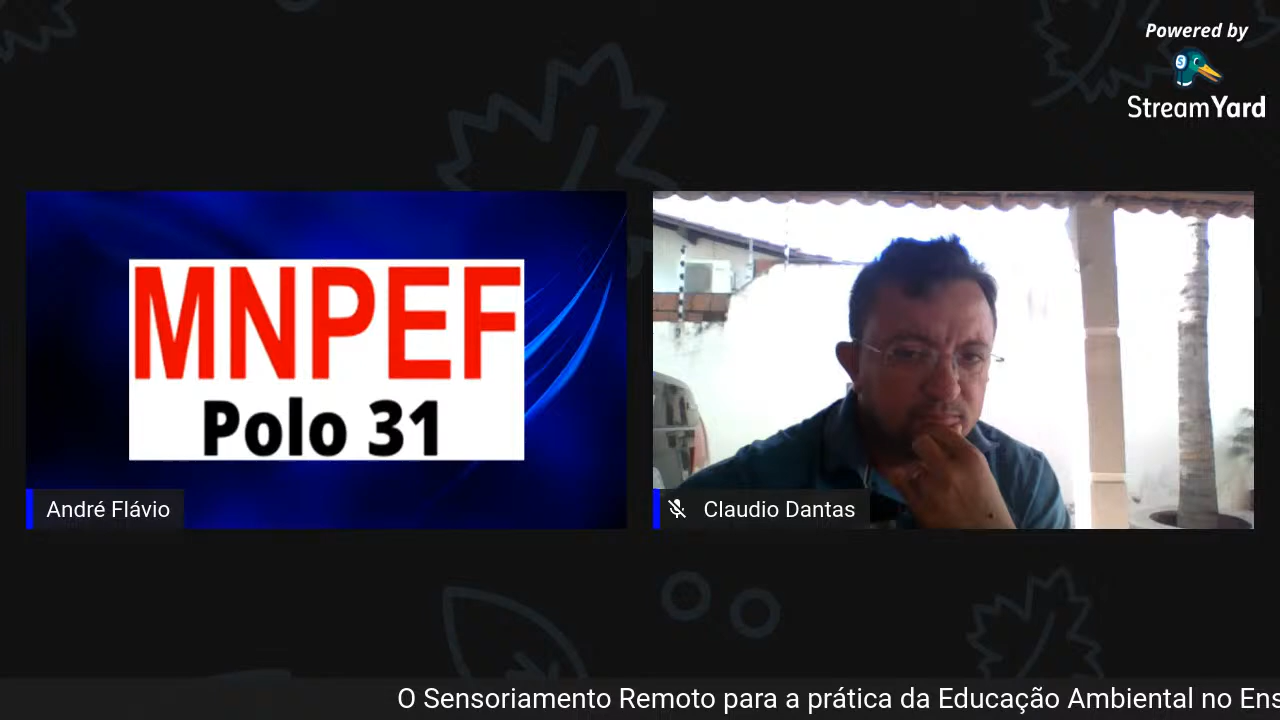 Powered by
StreamYard
MNPEF
Polo 31
André Flávio
Claudio Dantas
O Sensoriamento Remoto para a prática da Educação Ambiental no Ens